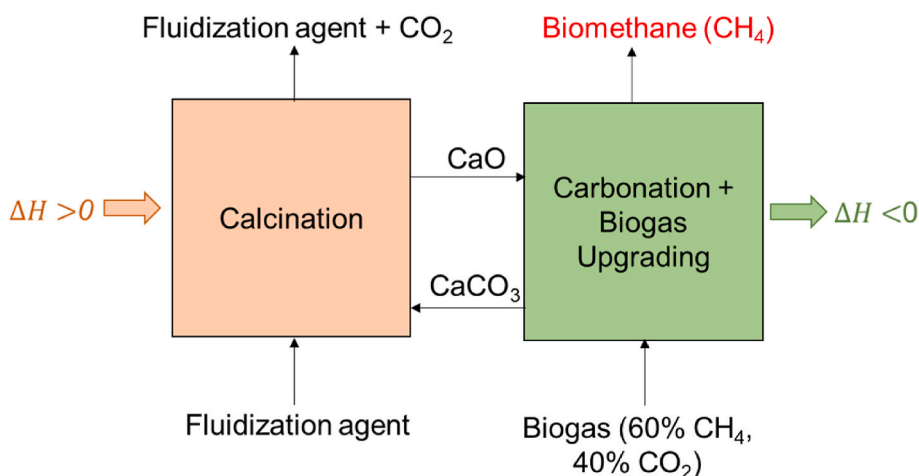 Fluidization agent + CO₂
Biomethane (CH₄)
ΔH >0
Calcination
CaO
CaCO₃
Carbonation +
Biogas
Upgrading
ΔH <0
Fluidization agent
Biogas (60% CH₄,
40% CO₂)